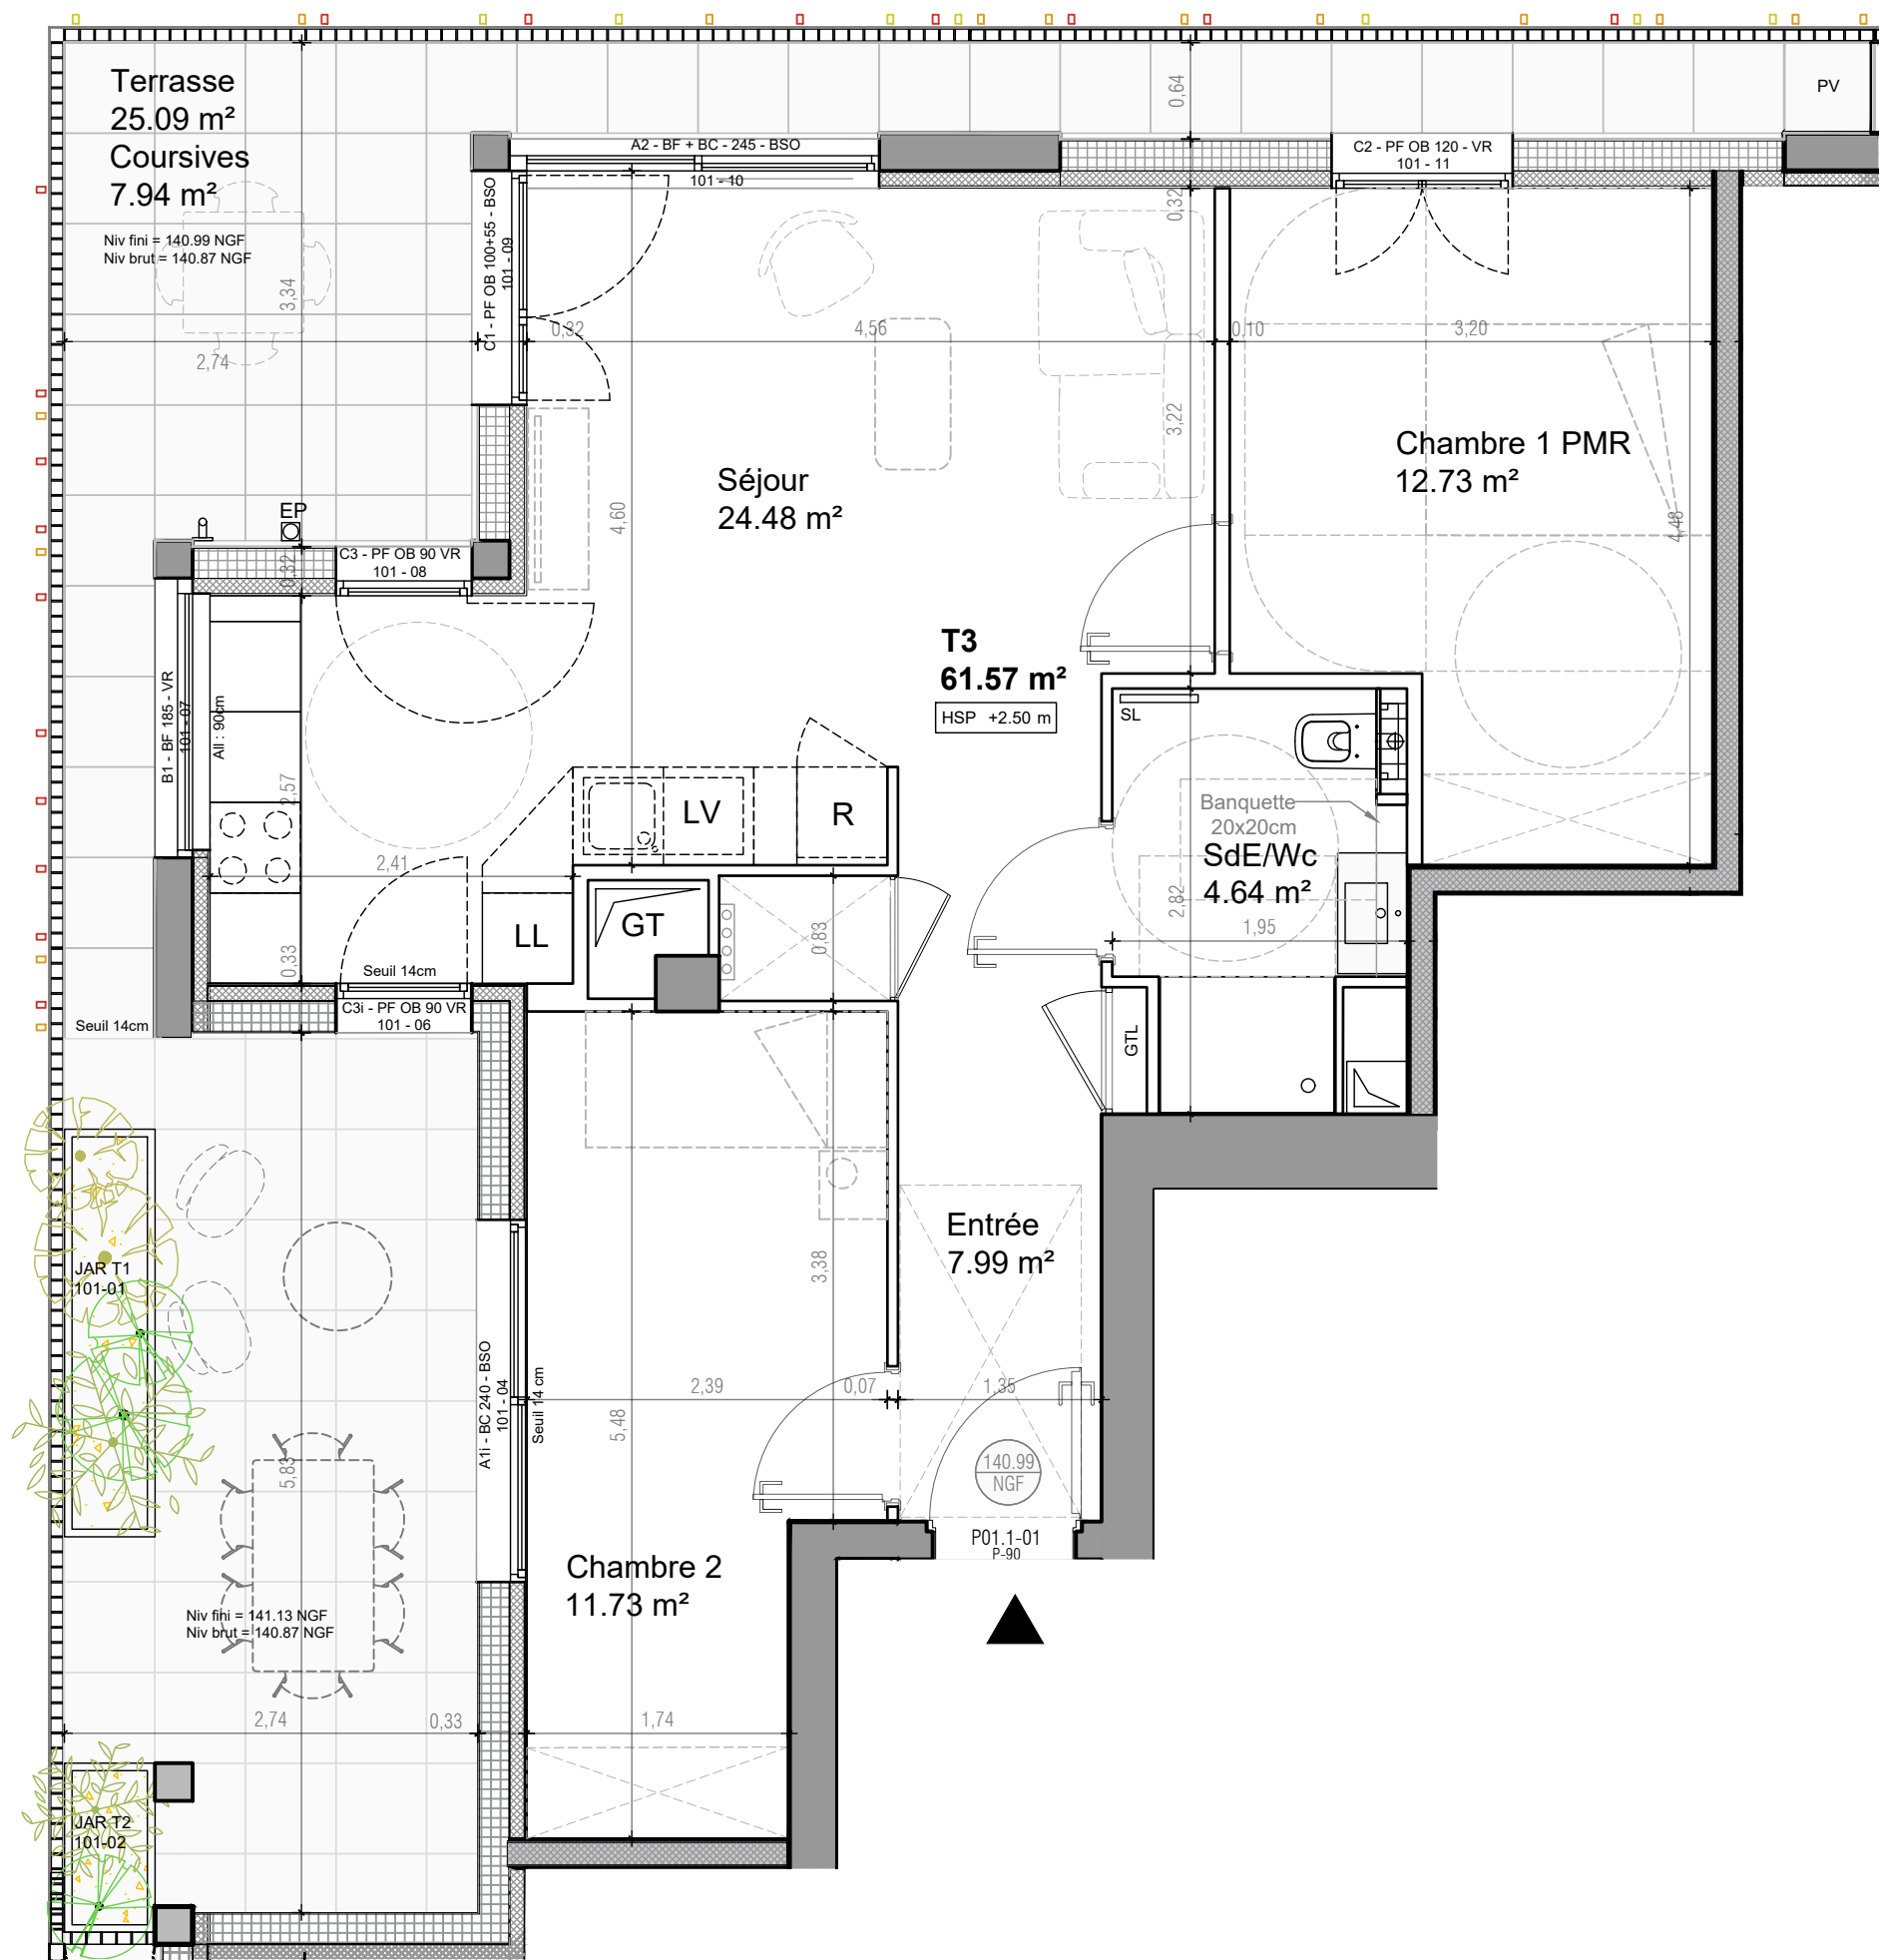 Terrasse
25.09 m²
Coursives
7.94 m²
Niv fini = 140.99 NGF
Niv brut = 140.87 NGF
3,34
2,74
0,64
PV
A2 - BF + BC - 245 - BSO
101 - 10
C2 - PF OB 120 - VR
101 - 11
C1 - PF OB 100+55 - BSO
101 - 09
0,32
0,32
4,56
0,10
3,20
3,22
4,46
Chambre 1 PMR
12.73 m²
Séjour
24.48 m²
4,60
EP
C3 - PF OB 90 VR
101 - 08
0,32
T3
61.57 m²
HSP +2.50 m
B1 - BF 185 - VR
101 - 07
All : 90cm
2,57
SL
LV
R
Banquette
20x20cm
SdE/Wc
4.64 m²
2,82
1,95
2,41
GT
LL
0,83
0,33
Seuil 14cm
C3i - PF OB 90 VR
101 - 06
Seuil 14cm
GTL
Entrée
7.99 m²
3,38
JAR T1
101-01
A1i - BC 240 - BSO
101 - 04
Seuil 14 cm
2,39
0,07
1,35
5,48
5,83
140.99
NGF
P01.1-01
P-90
Chambre 2
11.73 m²
Niv fini = 141.13 NGF
Niv brut = 140.87 NGF
2,74
0,33
1,74
JAR T2
101-02